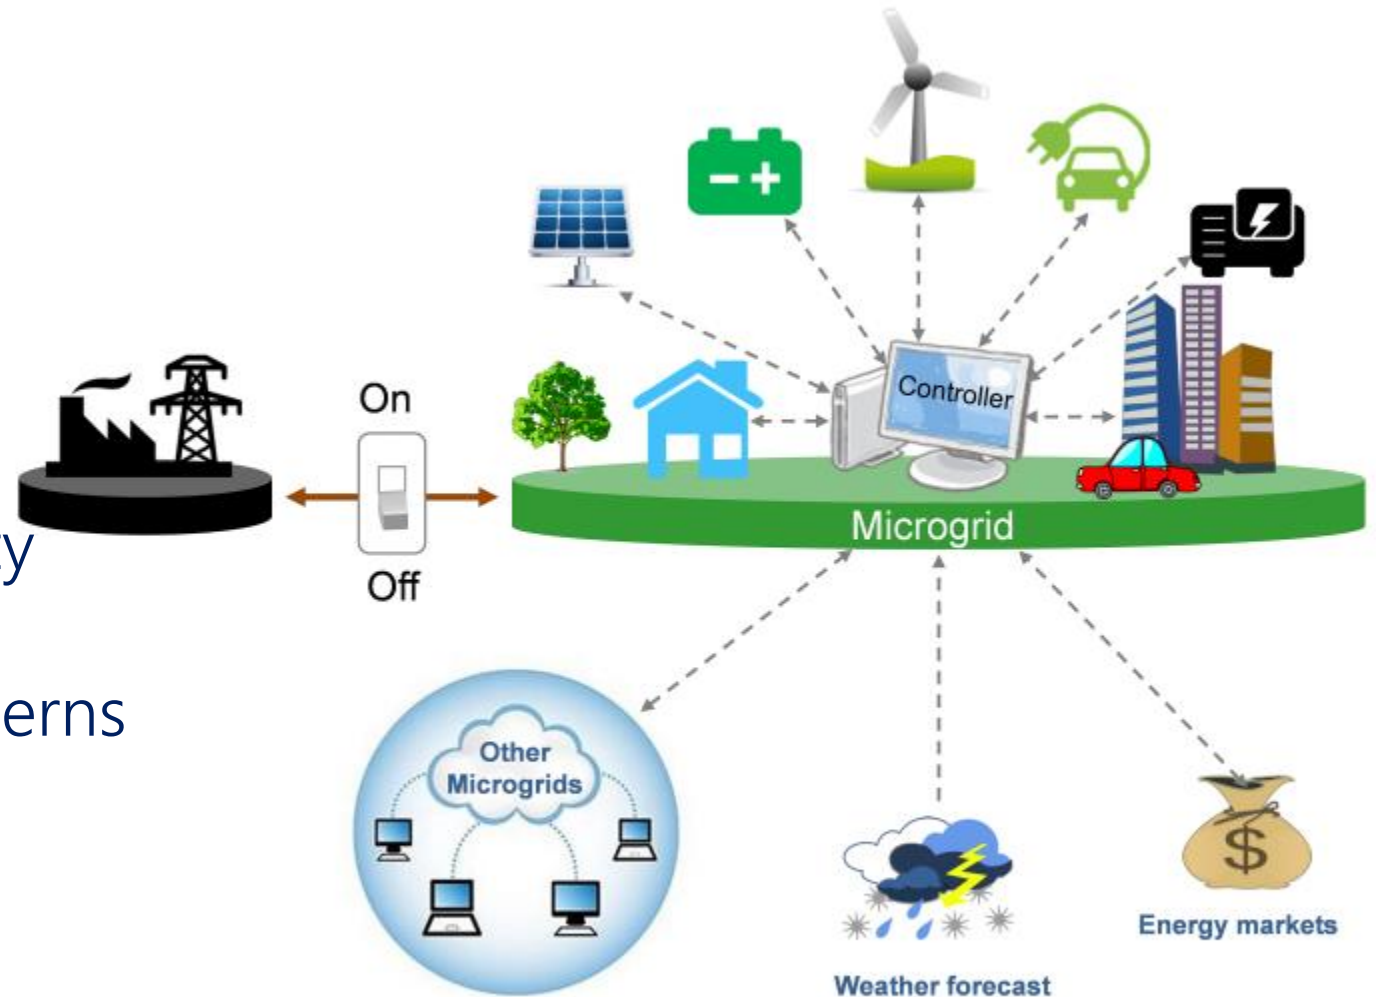 On
Controller
Microgrid
Off
erns
Other
Microgrids
$
Energy markets
Weather forecast